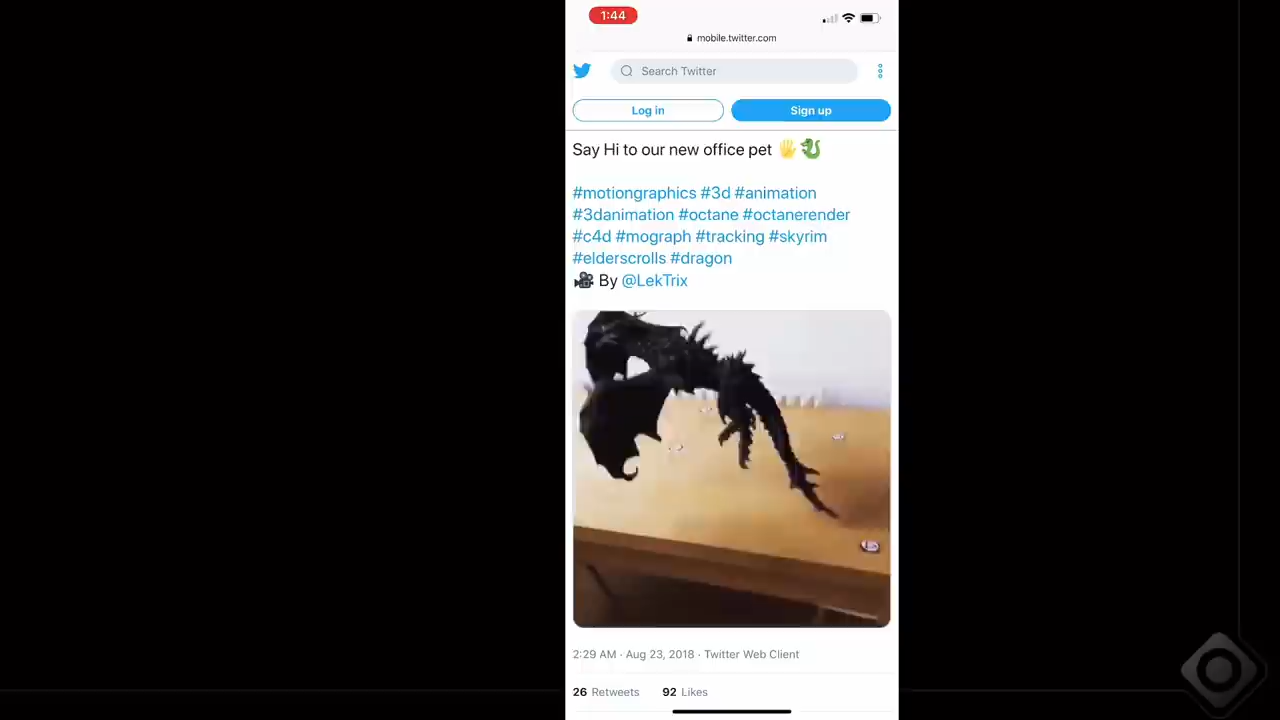 1:44
mobile.twitter.com
Search Twitter
Log in
Sign up
Say Hi to our new office pet 🖐️🐉
#motiongraphics #3d #animation
#3danimation #octane #octanerender
#c4d #mograph #tracking #skyrim
#elderscrolls #dragon
🎥 By @LekTrix
2:29 AM · Aug 23, 2018 · Twitter Web Client
26 Retweets 92 Likes